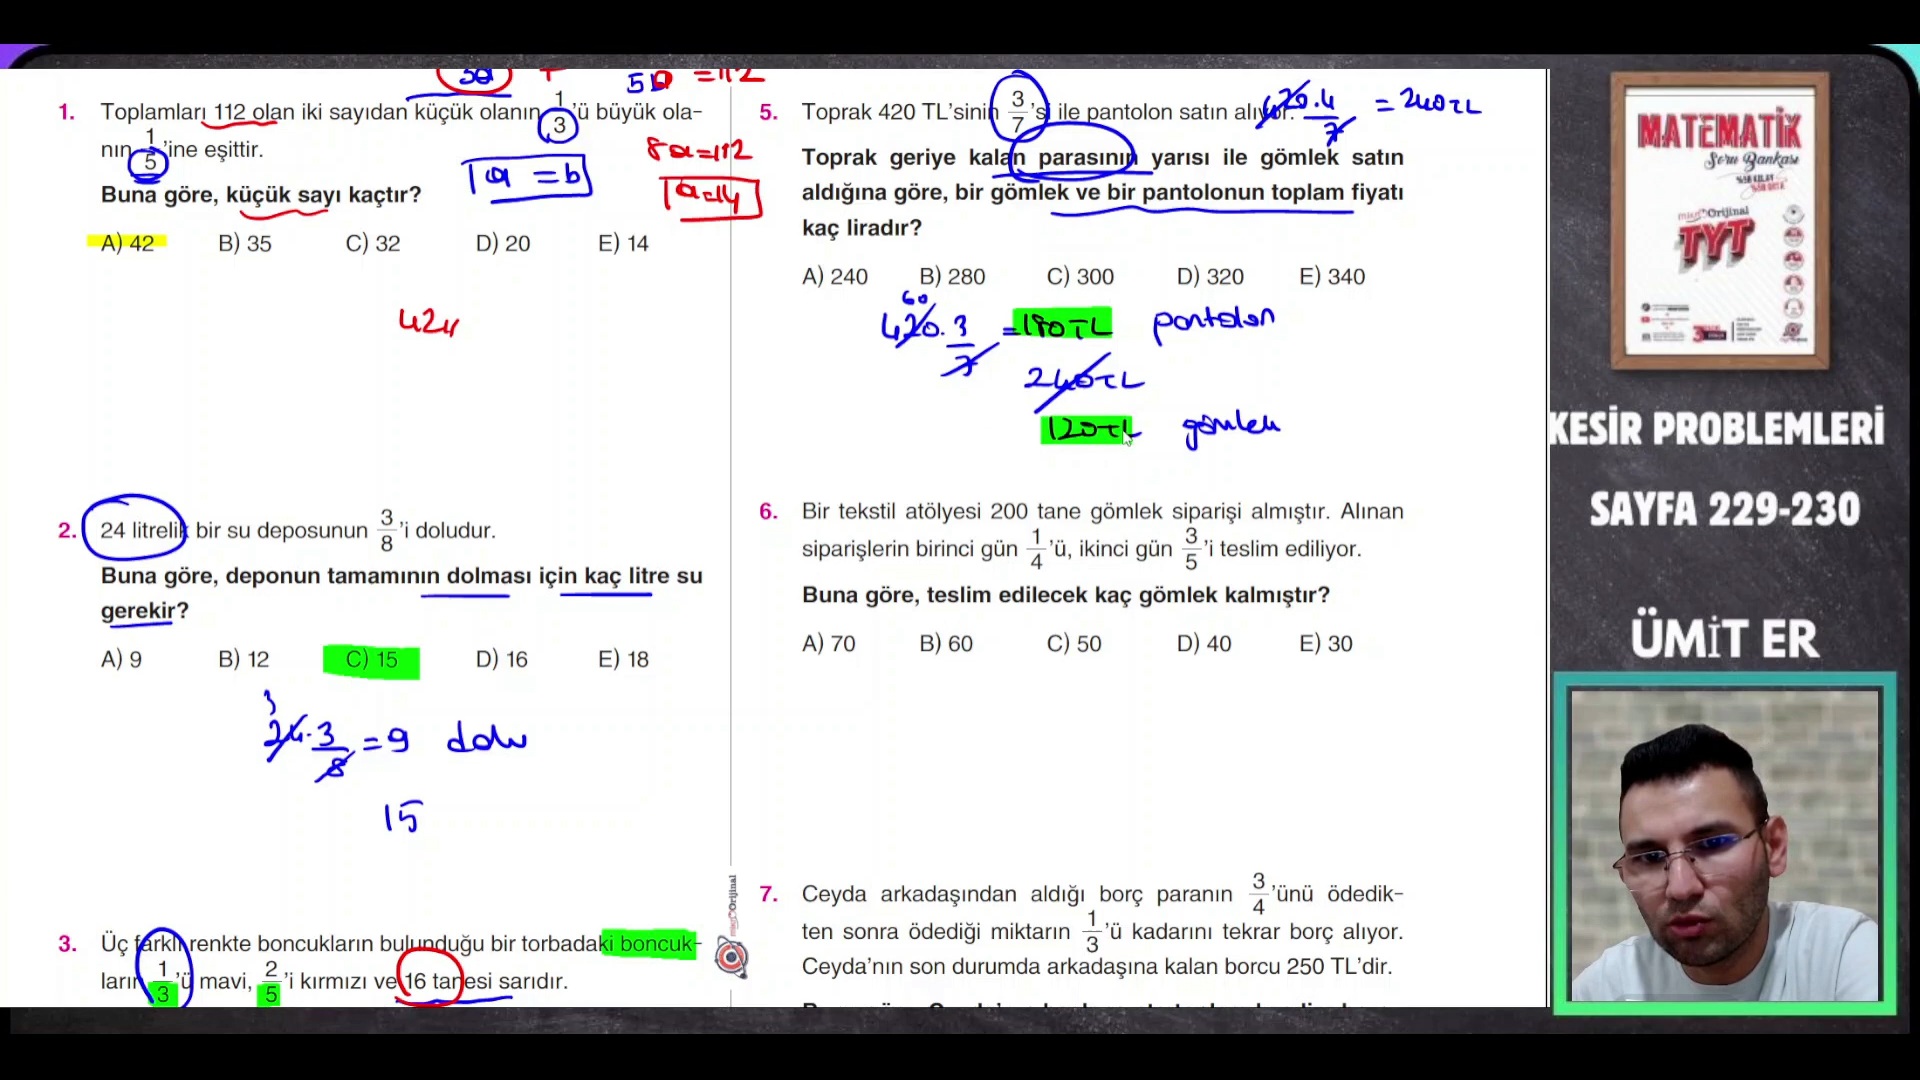 3a
5b = 112
1. Toplamları 112 olan iki sayıdan küçük olanın 1/3 'ü büyük ola-
nın 1/5 'ine eşittir.
a = b
8a=112
a=14
Buna göre, küçük sayı kaçtır?
A) 42 B) 35 C) 32 D) 20 E) 14
42
2. 24 litrelik bir su deposunun 3/8 'i doludur.
Buna göre, deponun tamamının dolması için kaç litre su
gerekir?
A) 9 B) 12 C) 15 D) 16 E) 18
3
24.3/8 = 9 dolu
15
3. Üç farklı renkte boncukların bulunduğu bir torbadaki boncuk-
ların 1/3 'ü mavi, 2/5 'i kırmızı ve 16 tanesi sarıdır.
5. Toprak 420 TL'sinin 3/7 'si ile pantolon satın alıyor.
420.4/7 = 240TL
Toprak geriye kalan parasının yarısı ile gömlek satın
aldığına göre, bir gömlek ve bir pantolonun toplam fiyatı
kaç liradır?
A) 240 B) 280 C) 300 D) 320 E) 340
60
420.3/7 = 180TL pantolon
240TL
120TL gömlek
6. Bir tekstil atölyesi 200 tane gömlek siparişi almıştır. Alınan
siparişlerin birinci gün 1/4 'ü, ikinci gün 3/5 'i teslim ediliyor.
Buna göre, teslim edilecek kaç gömlek kalmıştır?
A) 70 B) 60 C) 50 D) 40 E) 30
7. Ceyda arkadaşından aldığı borç paranın 3/4 'ünü ödedik-
ten sonra ödediği miktarın 1/3 'ü kadarını tekrar borç alıyor.
Ceyda'nın son durumda arkadaşına kalan borcu 250 TL'dir.
Orijinal
MATEMATİK
Soru Bankası
Orijinal
TYT
KESİR PROBLEMLERİ
SAYFA 229-230
ÜMİT ER